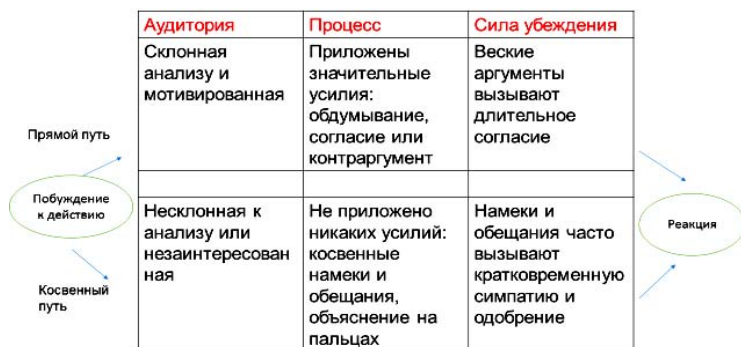 Аудитория
Процесс
Сила убеждения
Склонная
анализу и
мотивированная
Приложены
значительные
усилия:
обдумывание,
согласие или
контраргумент
Веские
аргументы
вызывают
длительное
согласие
Прямой путь
Побуждение
к действию
Косвенный
путь
Несклонная к
анализу или
незаинтересован
ная
Не приложено
никаких усилий:
косвенные
намеки и
обещания,
объяснение на
пальцах
Намеки и
обещания часто
вызывают
кратковременную
симпатию и
одобрение
Реакция